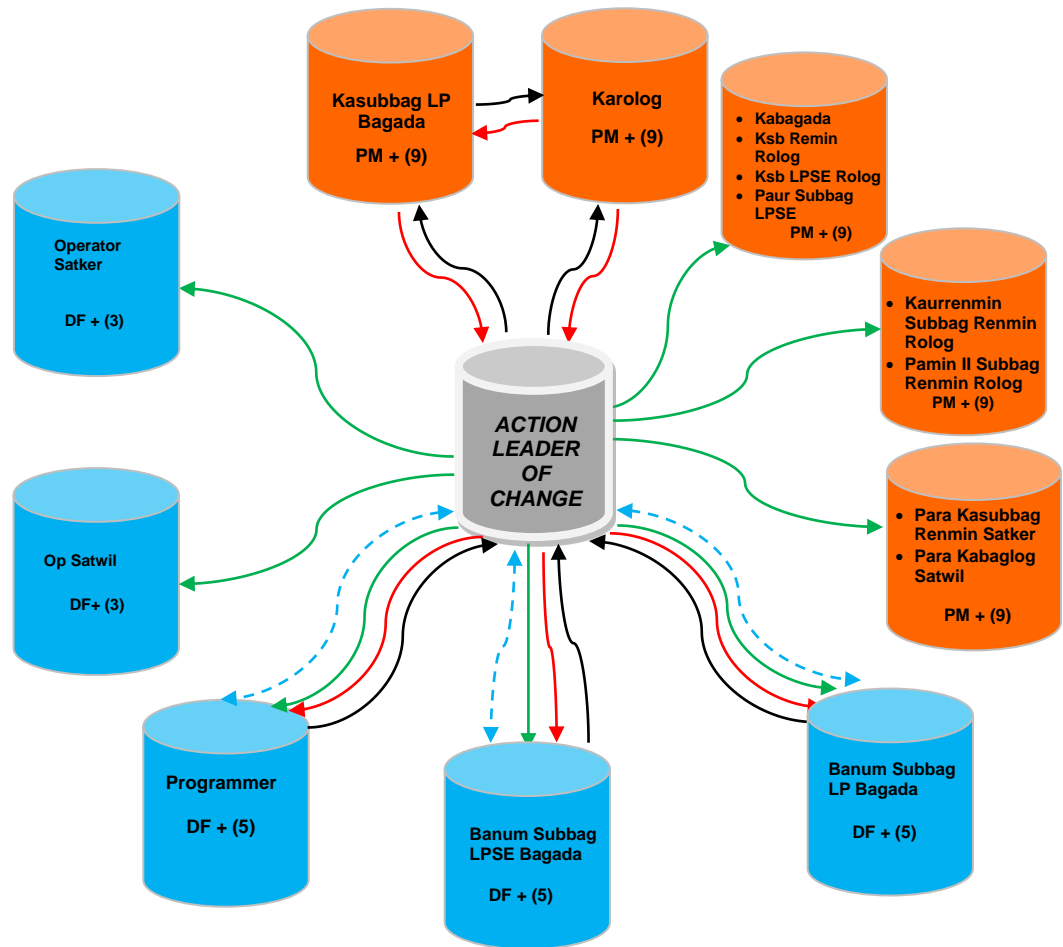 Kasubbag LP
Bagada
PM + (9)
Karolog
PM + (9)
• Kabagada
• Ksb Remin
Rolog
• Ksb LPSE Rolog
• Paur Subbag
LPSE
PM + (9)
Operator
Satker
DF + (3)
• Kaurrenmin
Subbag Renmin
Rolog
• Pamin II Subbag
Renmin Rolog
PM + (9)
ACTION
LEADER
OF
CHANGE
Op Satwil
DF+ (3)
• Para Kasubbag
Renmin Satker
• Para Kabaglog
Satwil
PM + (9)
Programmer
DF + (5)
Banum Subbag
LPSE Bagada
DF + (5)
Banum Subbag
LP Bagada
DF + (5)